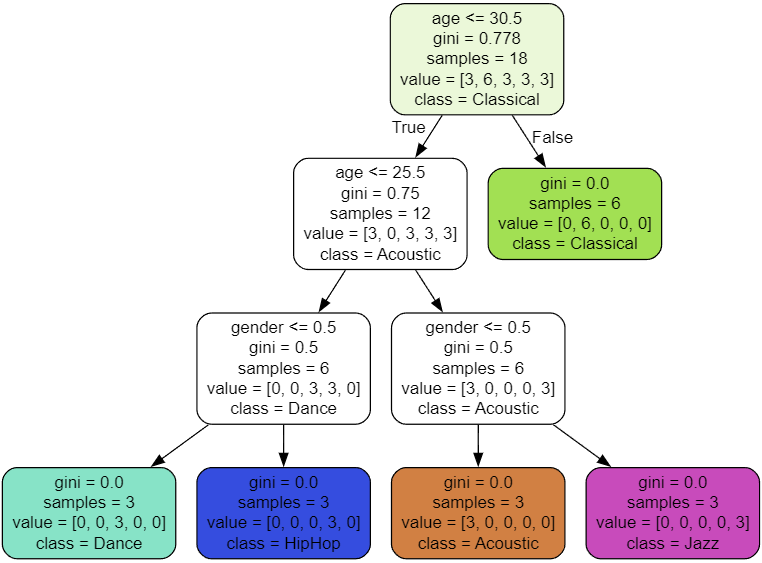 age <= 30.5
gini = 0.778
samples = 18
value = [3, 6, 3, 3, 3]
class = Classical
True
False
age <= 25.5
gini = 0.75
samples = 12
value = [3, 0, 3, 3, 3]
class = Acoustic
gini = 0.0
samples = 6
value = [0, 6, 0, 0, 0]
class = Classical
gender <= 0.5
gini = 0.5
samples = 6
value = [0, 0, 3, 3, 0]
class = Dance
gender <= 0.5
gini = 0.5
samples = 6
value = [3, 0, 0, 0, 3]
class = Acoustic
gini = 0.0
samples = 3
value = [0, 0, 3, 0, 0]
class = Dance
gini = 0.0
samples = 3
value = [0, 0, 0, 3, 0]
class = HipHop
gini = 0.0
samples = 3
value = [3, 0, 0, 0, 0]
class = Acoustic
gini = 0.0
samples = 3
value = [0, 0, 0, 0, 3]
class = Jazz